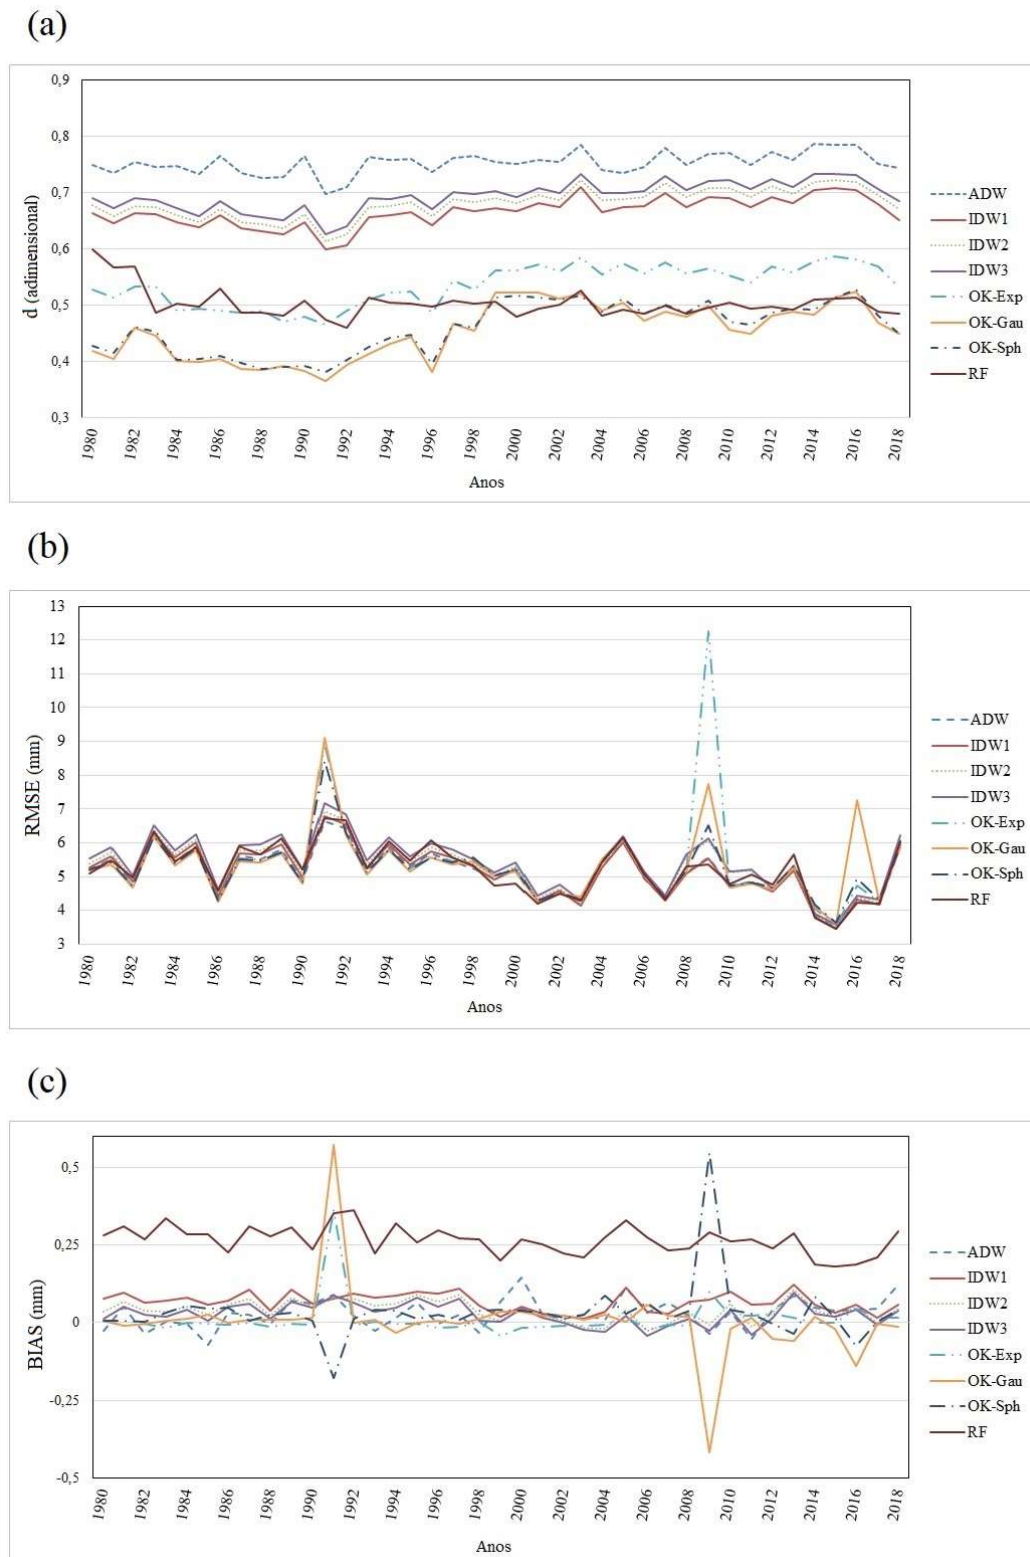 (a)
0,9
0,8
0,7
0,6
0,5
0,4
0,3
d (adimensional)
1980 1982 1984 1986 1988 1990 1992 1994 1996 1998 2000 2002 2004 2006 2008 2010 2012 2014 2016 2018
Anos
ADW
IDW1
IDW2
IDW3
OK-Exp
OK-Gau
OK-Sph
RF
(b)
13
12
11
10
9
8
7
6
5
4
3
RMSE (mm)
1980 1982 1984 1986 1988 1990 1992 1994 1996 1998 2000 2002 2004 2006 2008 2010 2012 2014 2016 2018
Anos
ADW
IDW1
IDW2
IDW3
OK-Exp
OK-Gau
OK-Sph
RF
(c)
0,5
0,25
0
-0,25
-0,5
BIAS (mm)
1980 1982 1984 1986 1988 1990 1992 1994 1996 1998 2000 2002 2004 2006 2008 2010 2012 2014 2016 2018
Anos
ADW
IDW1
IDW2
IDW3
OK-Exp
OK-Gau
OK-Sph
RF